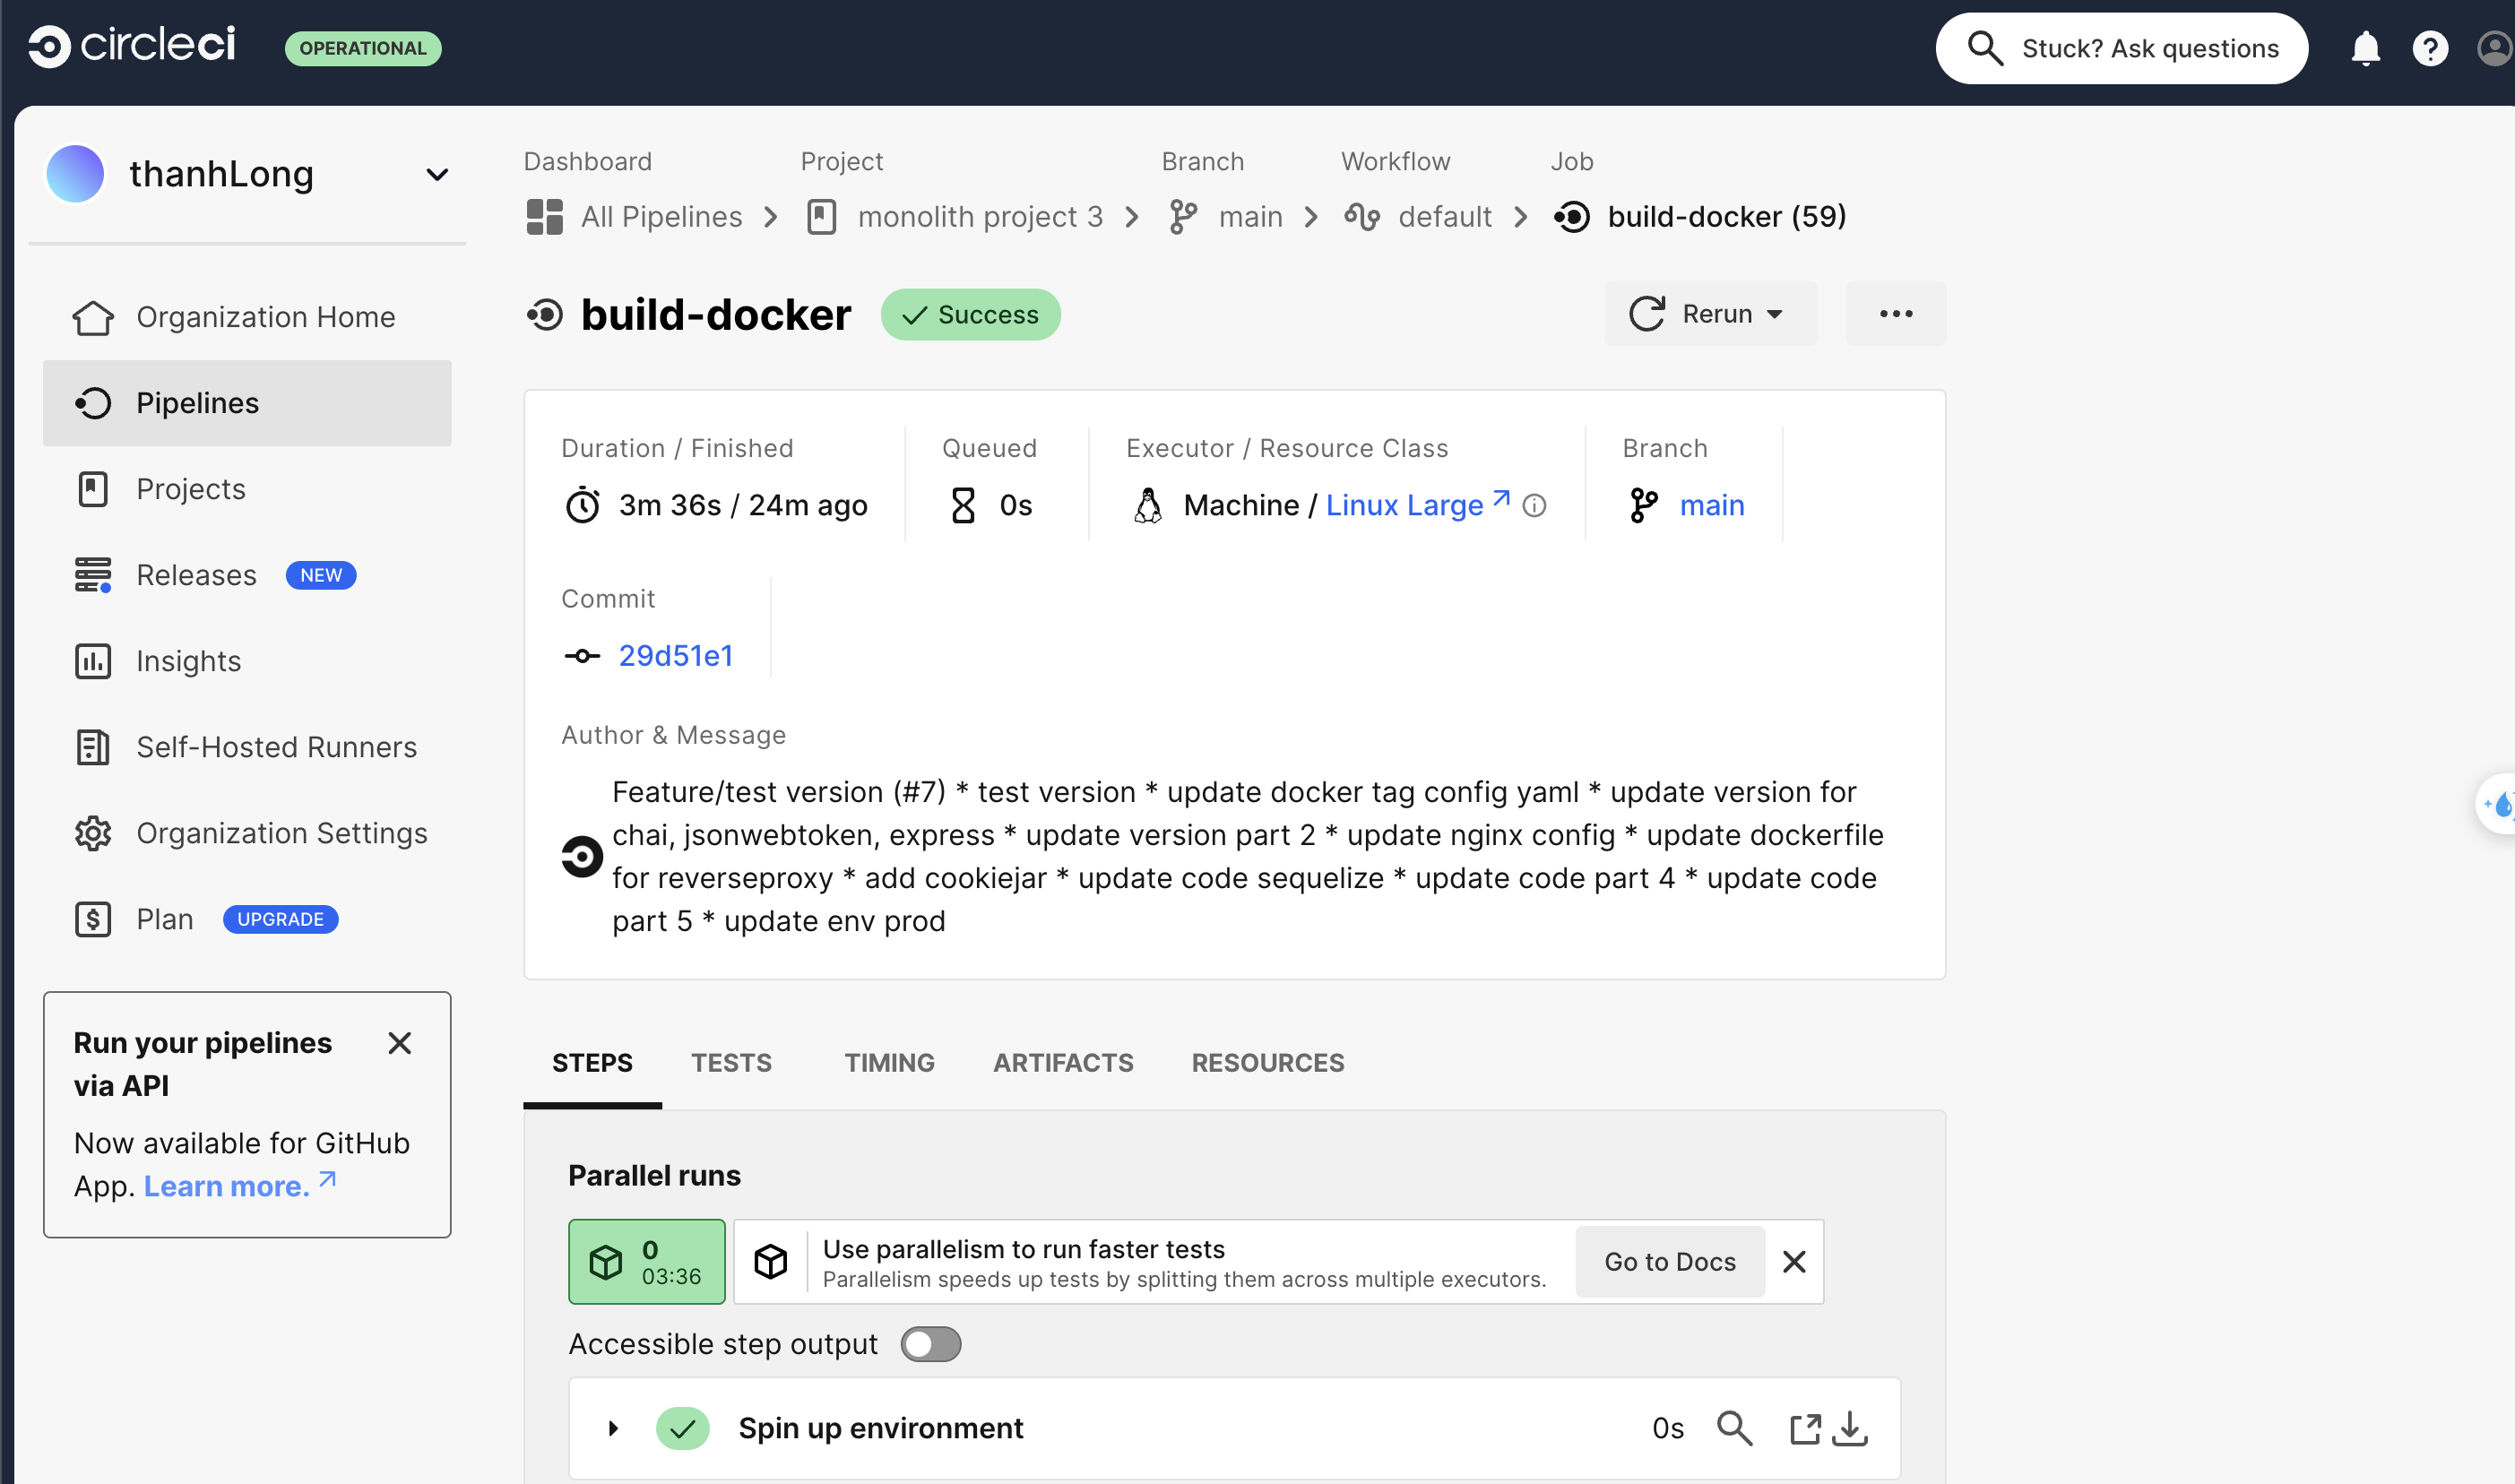 circleci
OPERATIONAL
Stuck? Ask questions
thanhLong
Organization Home
Pipelines
Projects
Releases NEW
Insights
Self-Hosted Runners
Organization Settings
Plan UPGRADE
Run your pipelines
via API
Now available for GitHub
App. Learn more.
Dashboard Project Branch Workflow Job
All Pipelines monolith project 3 main default build-docker (59)
build-docker Success
Rerun
Duration / Finished
3m 36s / 24m ago
Queued
0s
Executor / Resource Class
Machine / Linux Large
Branch
main
Commit
29d51e1
Author & Message
Feature/test version (#7) * test version * update docker tag config yaml * update version for
chai, jsonwebtoken, express * update version part 2 * update nginx config * update dockerfile
for reverseproxy * add cookiejar * update code sequelize * update code part 4 * update code
part 5 * update env prod
STEPS TESTS TIMING ARTIFACTS RESOURCES
Parallel runs
0
03:36
Use parallelism to run faster tests
Parallelism speeds up tests by splitting them across multiple executors.
Go to Docs
Accessible step output
Spin up environment
0s